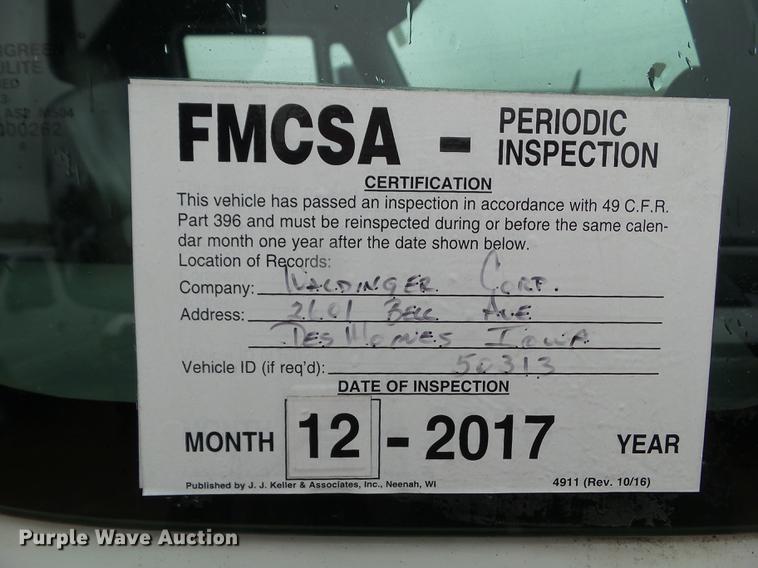 FMCSA - PERIODIC
INSPECTION
CERTIFICATION
This vehicle has passed an inspection in accordance with 49 C.F.R.
Part 396 and must be reinspected during or before the same calen-
dar month one year after the date shown below.
Location of Records:
Company: WALDINGER CORP.
Address: 2601 BELL AVE
DES MOINES IOWA
Vehicle ID (if req'd): 50313
DATE OF INSPECTION
MONTH 12 - 2017 YEAR
Published by J. J. Keller & Associates, Inc., Neenah, WI 4911 (Rev. 10/16)
Purple Wave Auction